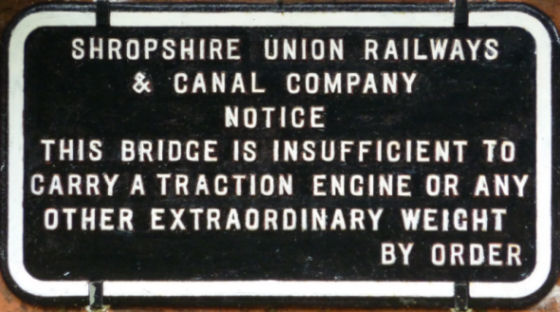 SHROPSHIRE UNION RAILWAYS
& CANAL COMPANY
NOTICE
THIS BRIDGE IS INSUFFICIENT TO
CARRY A TRACTION ENGINE OR ANY
OTHER EXTRAORDINARY WEIGHT
BY ORDER